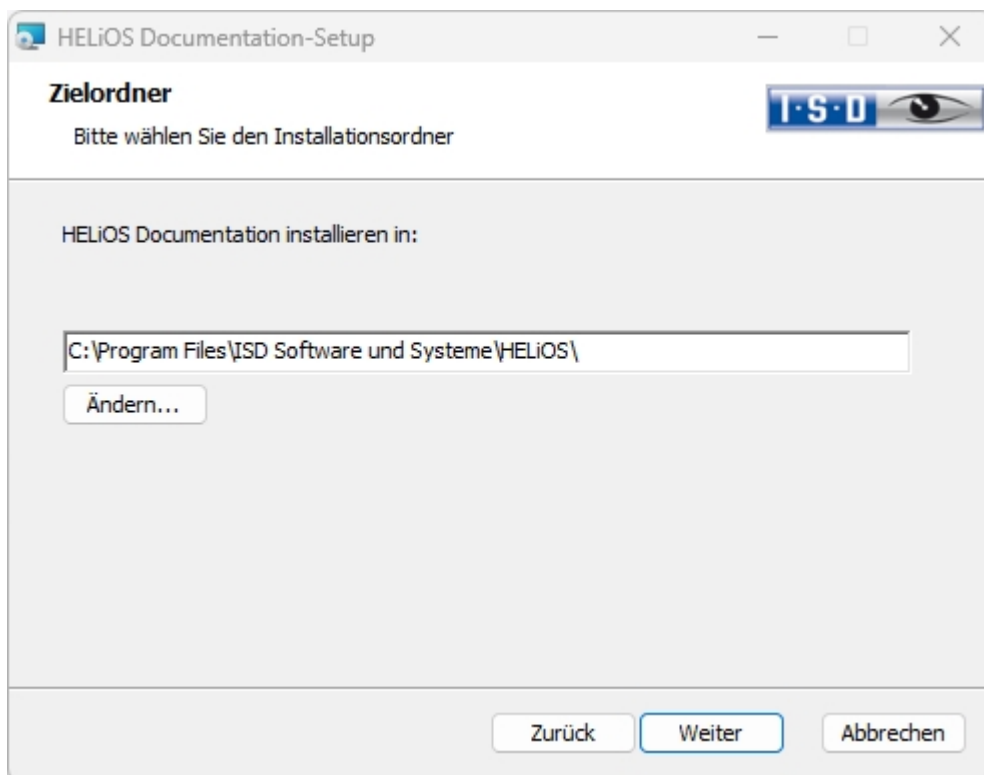 HELiOS Documentation-Setup
Zielordner
Bitte wählen Sie den Installationsordner
I·S·D
HELiOS Documentation installieren in:
C:\Program Files\ISD Software und Systeme\HELiOS\
Ändern...
Zurück
Weiter
Abbrechen